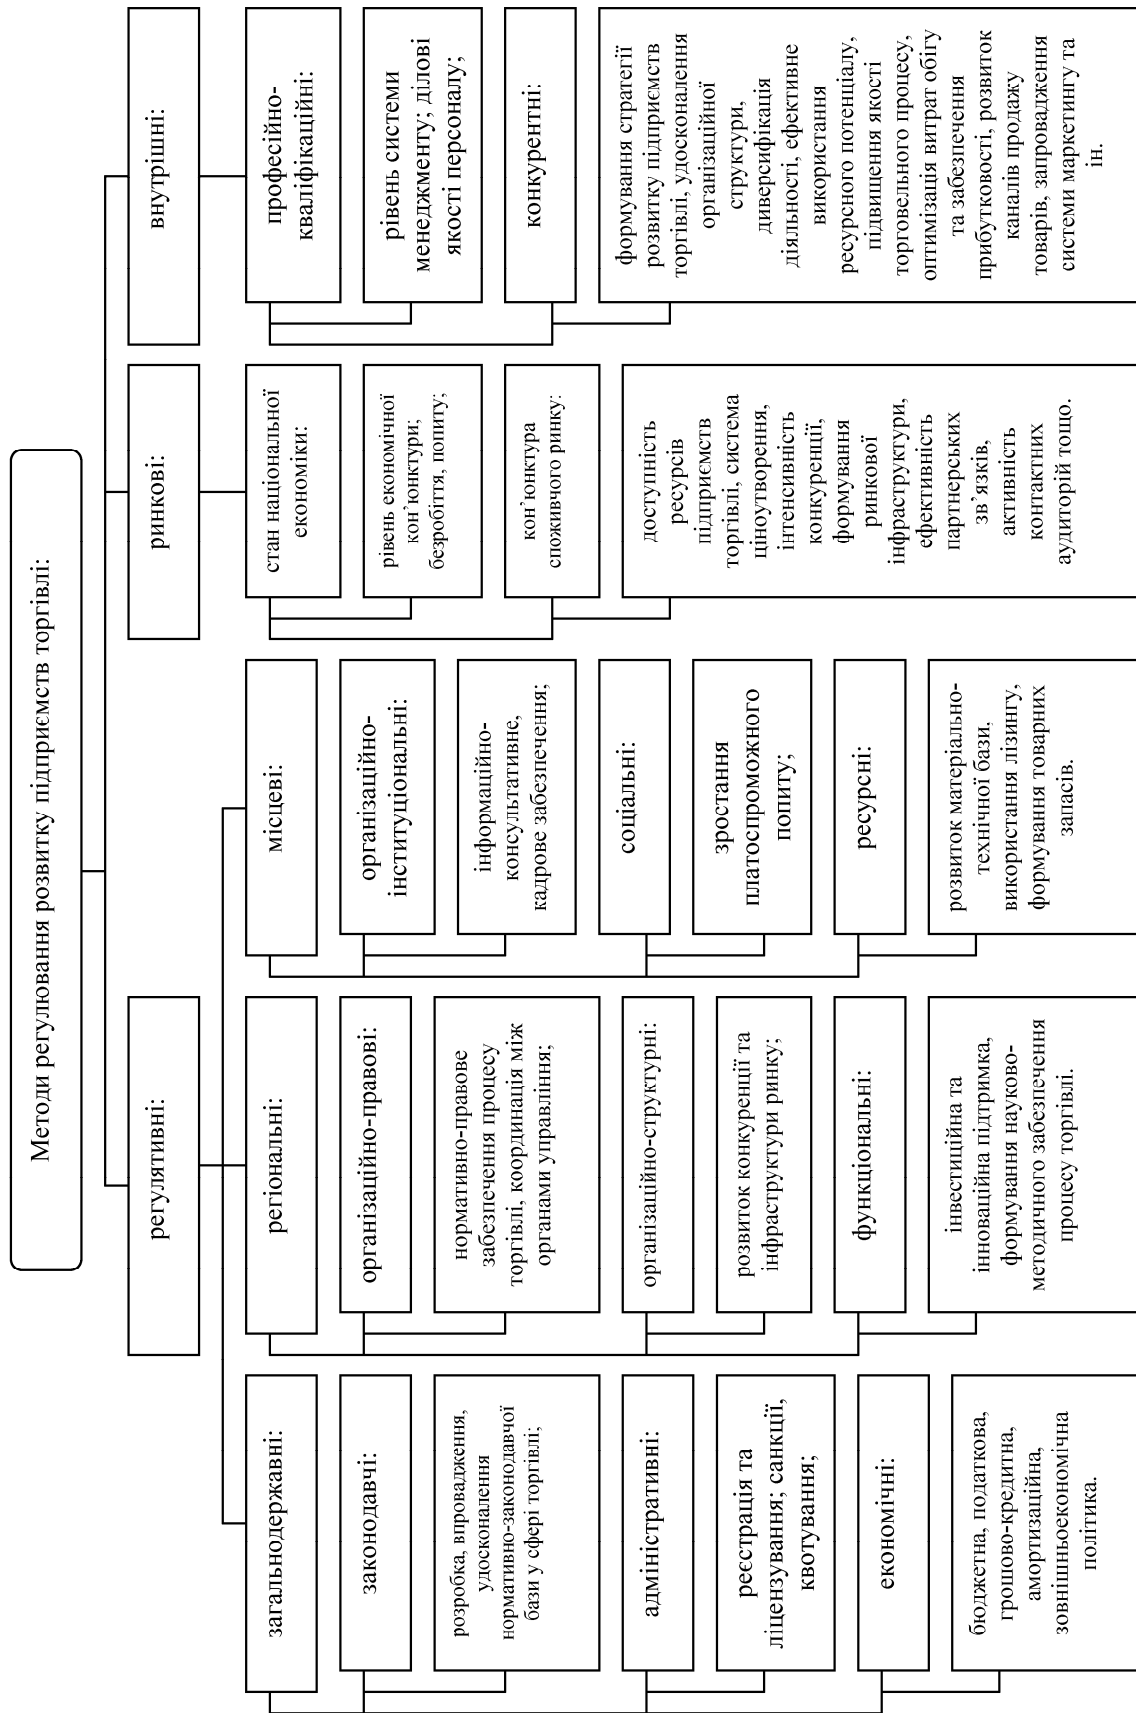 Методи регулювання розвитку підприємств торгівлі:
регулятивні:
загальнодержавні:
законодавчі:
розробка, впровадження,
удосконалення
нормативно-законодавчої
бази у сфері торгівлі;
адміністративні:
реєстрація та
ліцензування; санкції,
квотування;
економічні:
бюджетна, податкова,
грошово-кредитна,
амортизаційна,
зовнішньоекономічна
політика.
регіональні:
організаційно-правові:
нормативно-правове
забезпечення процесу
торгівлі, координація між
органами управління;
організаційно-структурні:
розвиток конкуренції та
інфраструктури ринку;
функціональні:
інвестиційна та
інноваційна підтримка,
формування науково-
методичного забезпечення
процесу торгівлі.
місцеві:
організаційно-
інституціональні:
інформаційно-
консультативне,
кадрове забезпечення;
соціальні:
зростання
платоспроможного
попиту;
ресурсні:
розвиток матеріально-
технічної бази,
використання лізингу,
формування товарних
запасів.
ринкові:
стан національної
економіки:
рівень економічної
кон’юнктури;
безробіття, попиту;
кон’юнктура
споживчого ринку:
доступність
ресурсів
підприємств
торгівлі, система
ціноутворення,
інтенсивність
конкуренції,
формування
ринкової
інфраструктури,
ефективність
партнерських
зв’язків,
активність
контактних
аудиторій тощо.
внутрішні:
професійно-
кваліфікаційні:
рівень системи
менеджменту; ділові
якості персоналу;
конкурентні:
формування стратегії
розвитку підприємств
торгівлі, удосконалення
організаційної
структури,
диверсифікація
діяльності, ефективне
використання
ресурсного потенціалу,
підвищення якості
торговельного процесу,
оптимізація витрат обігу
та забезпечення
прибутковості, розвиток
каналів продажу
товарів, запровадження
системи маркетингу та
ін.